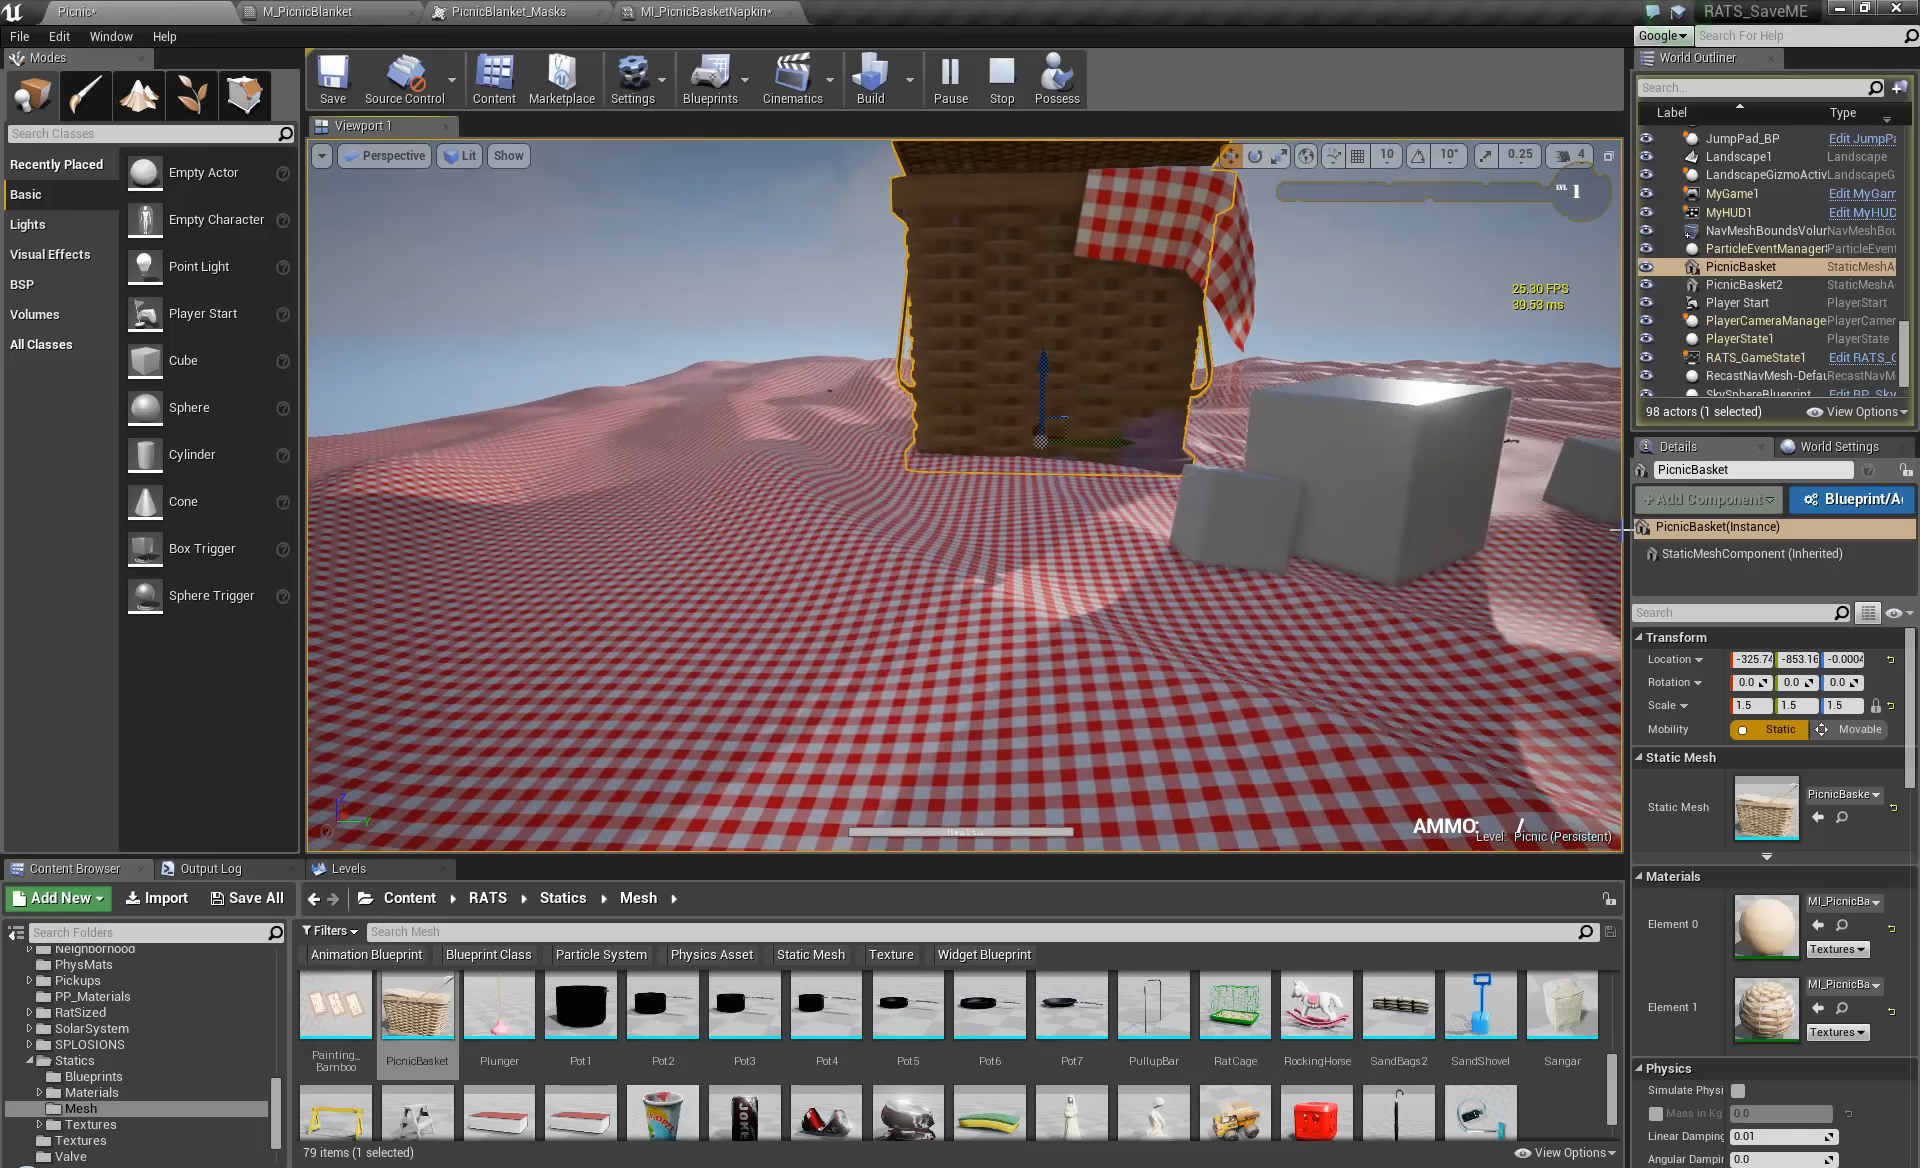 Picnic*
M_PicnicBlanket
PicnicBlanket_Masks
MI_PicnicBasketNapkin*
RATS_SaveME
File Edit Window Help
Google
Search For Help
Modes
Search Classes
Recently Placed
Basic
Lights
Visual Effects
BSP
Volumes
All Classes
Empty Actor
Empty Character
Point Light
Player Start
Cube
Sphere
Cylinder
Cone
Box Trigger
Sphere Trigger
Save
Source Control
Content
Marketplace
Settings
Blueprints
Cinematics
Build
Pause
Stop
Possess
Viewport 1
Perspective
Lit
Show
10
10°
0.25
4
LVL 1
25.30 FPS
39.53 ms
Health
AMMO: /
Level: Picnic (Persistent)
Z
Y
World Outliner
Search...
Label Type
JumpPad_BP Edit JumpPa
Landscape1 Landscape
LandscapeGizmoActiv LandscapeG
MyGame1 Edit MyGam
MyHUD1 Edit MyHUD
NavMeshBoundsVolur NavMeshBou
ParticleEventManager ParticleEvent
PicnicBasket StaticMeshA
PicnicBasket2 StaticMeshA
Player Start PlayerStart
PlayerCameraManage PlayerCamer
PlayerState1 PlayerState
RATS_GameState1 Edit RATS_G
RecastNavMesh-Defau RecastNavM
SkySphereBlueprint Edit BP_Sky
98 actors (1 selected)
View Options
Details
World Settings
PicnicBasket
+Add Component
Blueprint/A
PicnicBasket(Instance)
StaticMeshComponent (Inherited)
Search
Transform
Location -325.74 -853.16 -0.0004
Rotation 0.0 0.0 0.0
Scale 1.5 1.5 1.5
Mobility Static Movable
Static Mesh
Static Mesh
PicnicBaske
Materials
Element 0
MI_PicnicBa
Textures
Element 1
MI_PicnicBa
Textures
Physics
Simulate Physi
Mass in Kg 0.0
Linear Damping 0.01
Angular Dampi 0.0
Content Browser
Output Log
Levels
Add New
Import
Save All
Content
RATS
Statics
Mesh
Search Folders
Neighborhood
PhysMats
Pickups
PP_Materials
RatSized
SolarSystem
SPLOSIONS
Statics
Blueprints
Materials
Mesh
Textures
Textures
Valve
Filters
Search Mesh
Animation Blueprint
Blueprint Class
Particle System
Physics Asset
Static Mesh
Texture
Widget Blueprint
Painting_
Bamboo
PicnicBasket
Plunger
Pot1
Pot2
Pot3
Pot4
Pot5
Pot6
Pot7
PullupBar
RatCage
RockingHorse
SandBags2
SandShovel
Sangar
JOKE
79 items (1 selected)
View Options